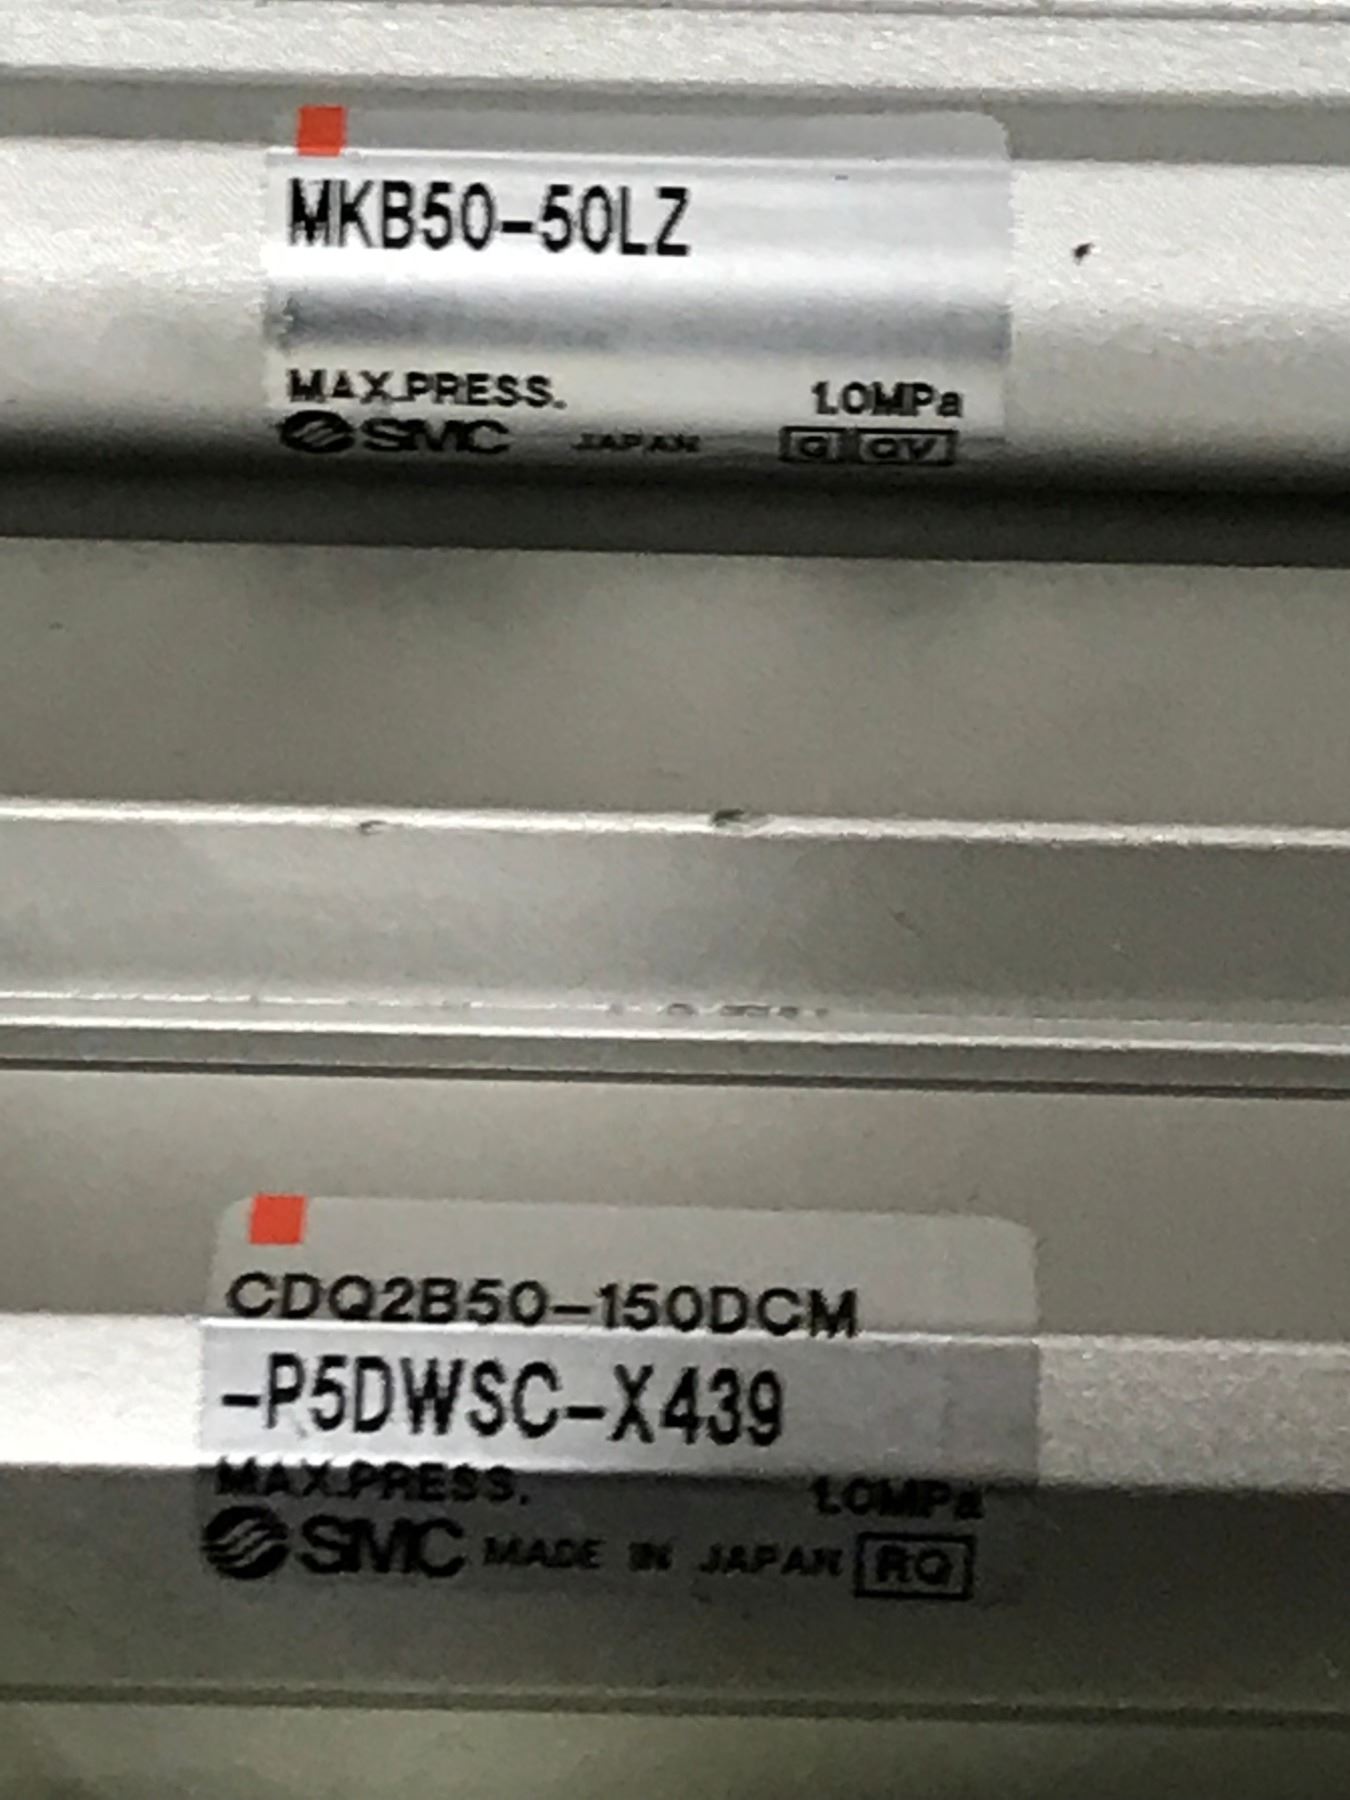 MKB50-50LZ
MAX.PRESS. 1.0MPa
SMC JAPAN G QV
CDQ2B50-150DCM
-P5DWSC-X439
MAX.PRESS. 1.0MPa
SMC MADE IN JAPAN RQ